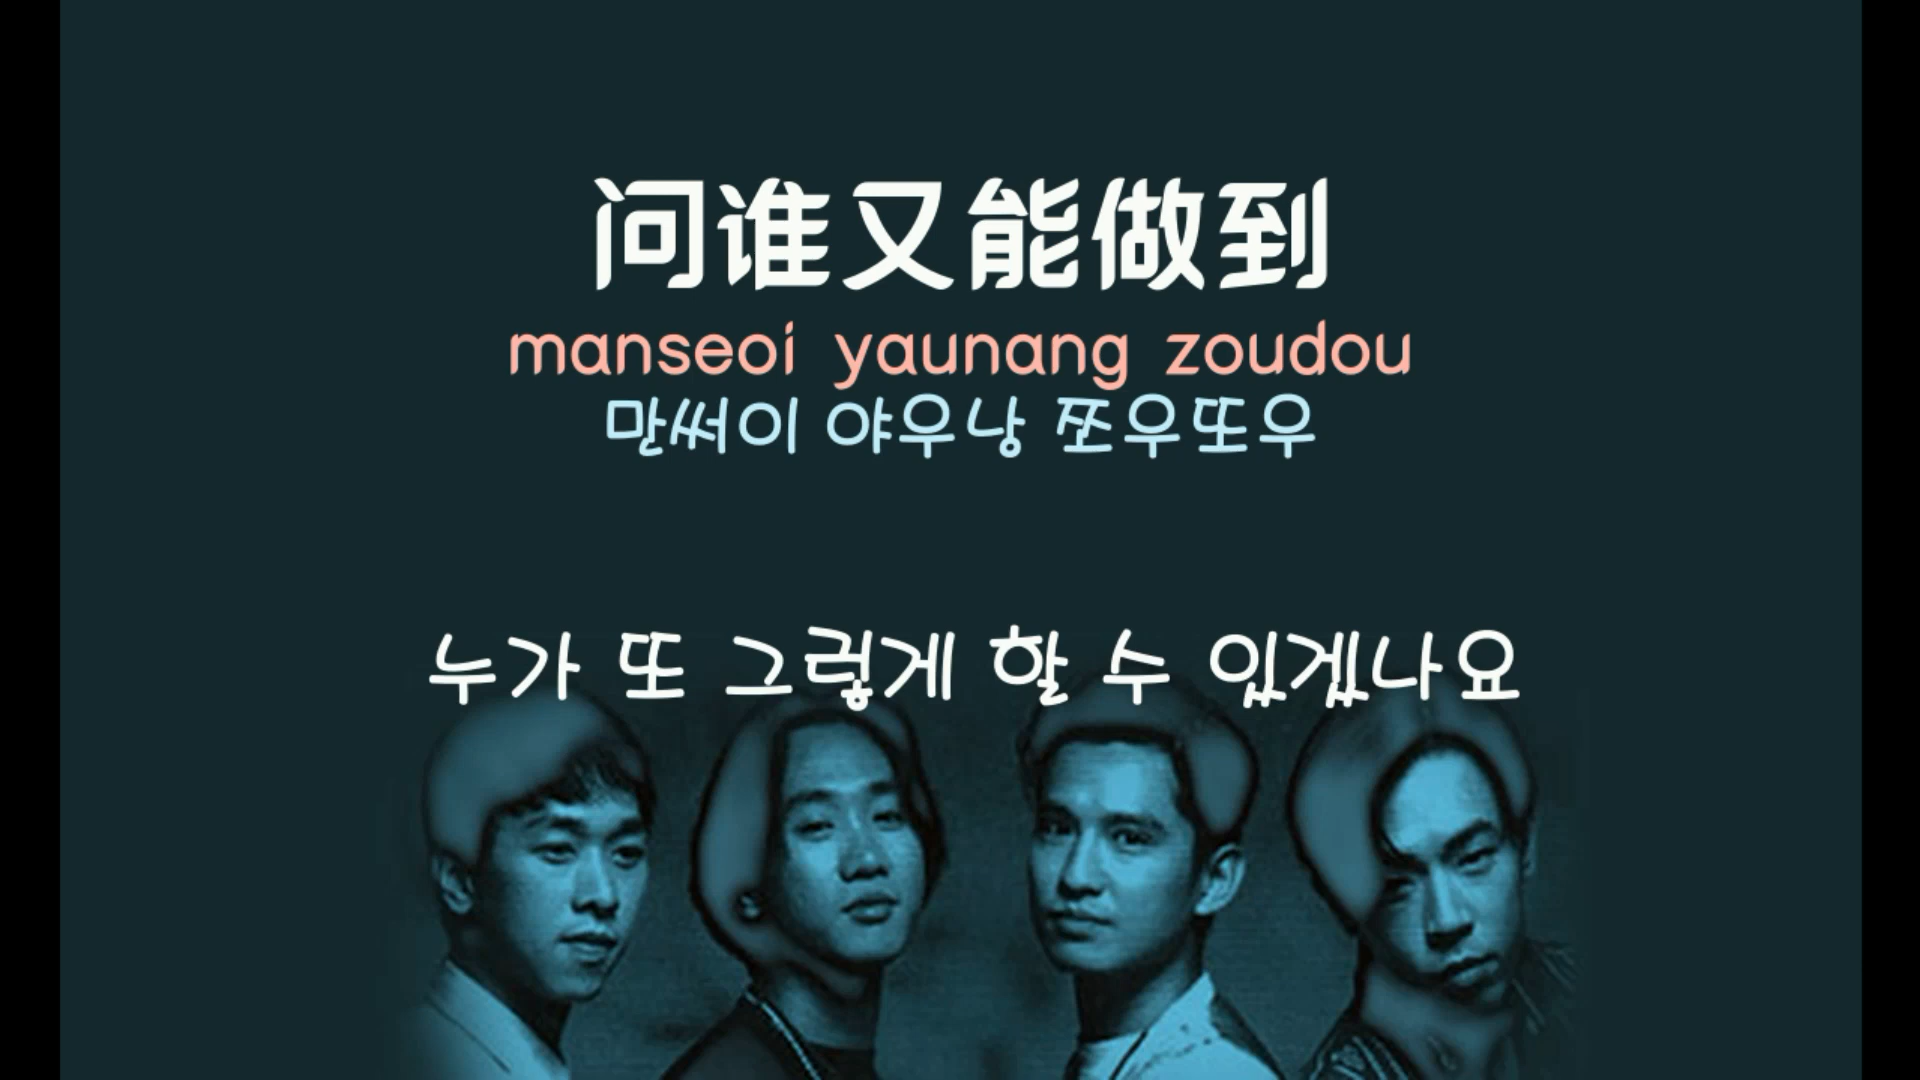 问谁又能做到
manseoi yaunang zoudou
만써이 야우낭 쪼우또우
누가 또 그렇게 할 수 있겠나요